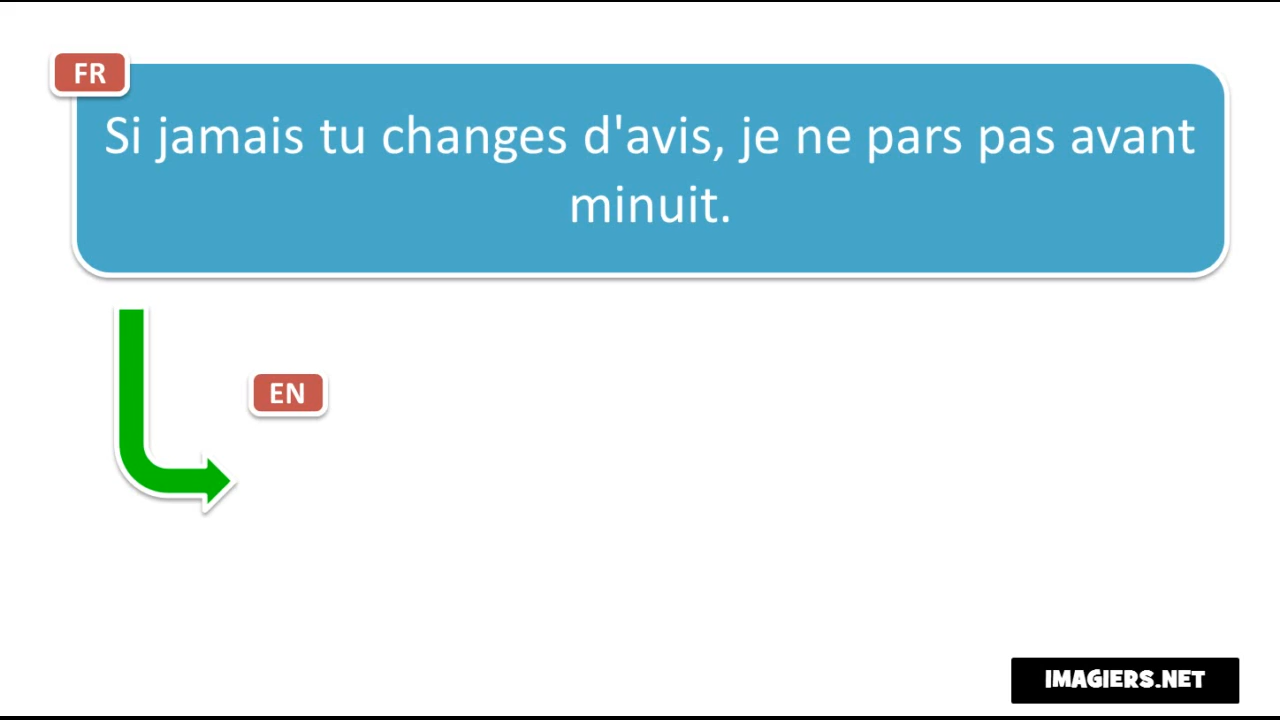 FR
Si jamais tu changes d'avis, je ne pars pas avant
minuit.
EN
IMAGIERS.NET